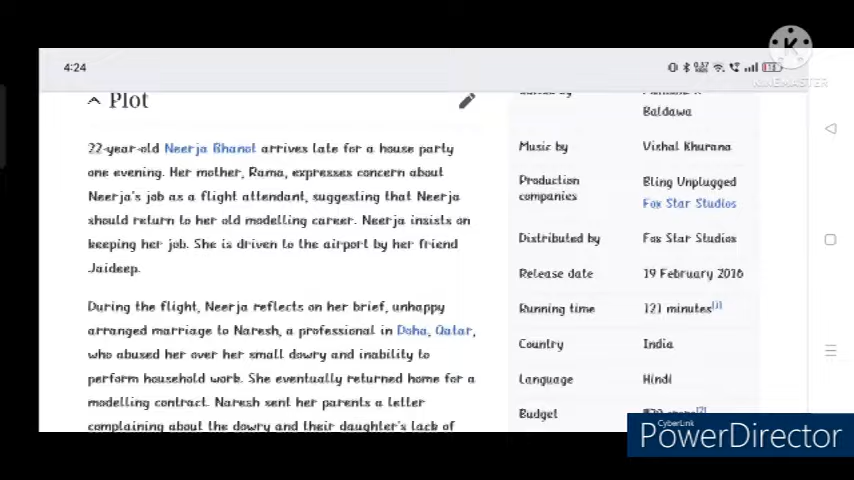 4:24
K
KINEMASTER
Plot
22-year-old Neerja Bhanot arrives late for a house party
one evening. Her mother, Rama, expresses concern about
Neerja's job as a flight attendant, suggesting that Neerja
should return to her old modelling career. Neerja insists on
keeping her job. She is driven to the airport by her friend
Jaideep.
During the flight, Neerja reflects on her brief, unhappy
arranged marriage to Naresh, a professional in Doha, Qatar,
who abused her over her small dowry and inability to
perform household work. She eventually returned home for a
modelling contract. Naresh sent her parents a letter
complaining about the dowry and their daughter's lack of
Baldawa
Music by Vishal Khurana
Production Bling Unplugged
companies Fox Star Studios
Distributed by Fox Star Studios
Release date 19 February 2016
Running time 121 minutes[1]
Country India
Language Hindi
Budget
CyberLink
PowerDirector